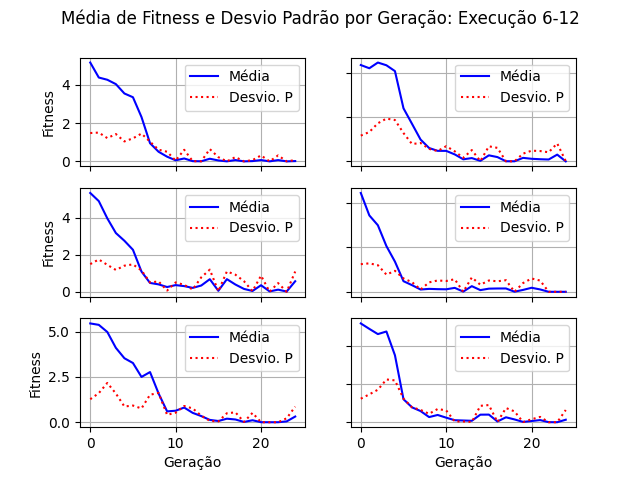 Média de Fitness e Desvio Padrão por Geração: Execução 6-12
Fitness
4
2
0
Média
Desvio. P
Média
Desvio. P
Fitness
4
2
0
Média
Desvio. P
Média
Desvio. P
Fitness
5.0
2.5
0.0
Média
Desvio. P
Média
Desvio. P
0
10
20
0
10
20
Geração
Geração